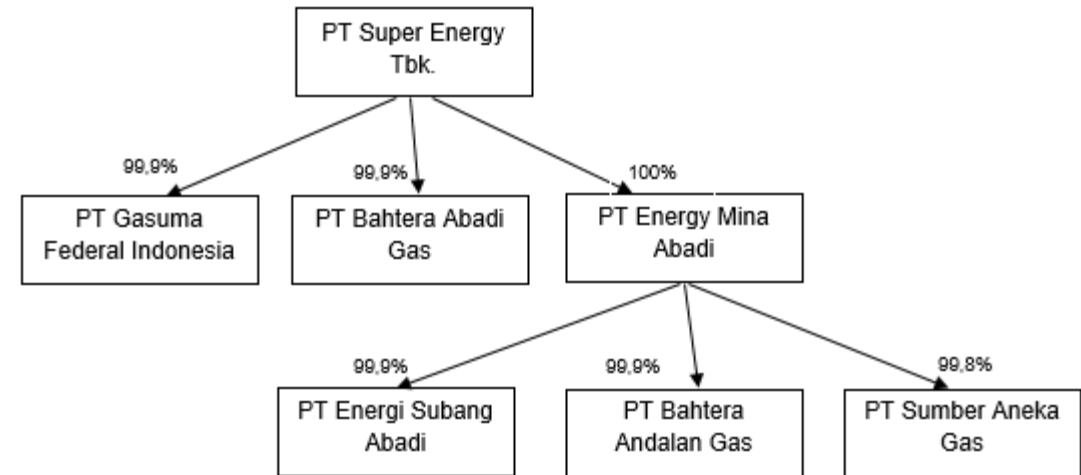 PT Super Energy
Tbk.
99,9%
99,9%
100%
PT Gasuma
Federal Indonesia
PT Bahtera Abadi
Gas
PT Energy Mina
Abadi
99,9%
99,9%
99,8%
PT Energi Subang
Abadi
PT Bahtera
Andalan Gas
PT Sumber Aneka
Gas